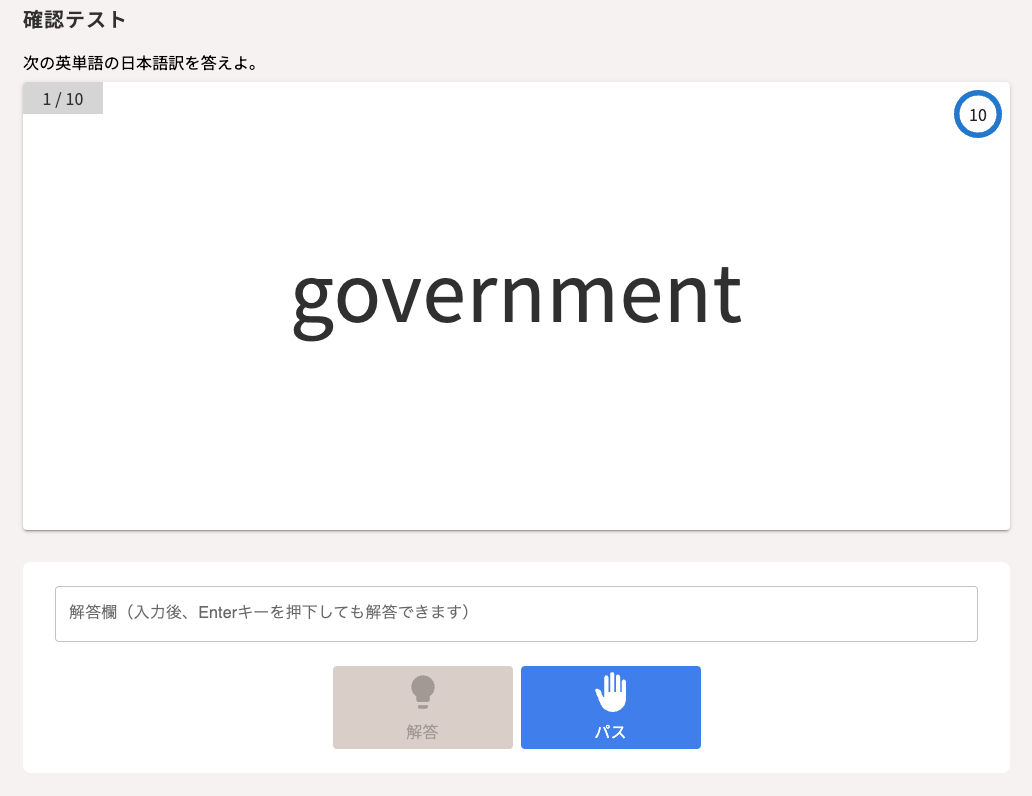 確認テスト
次の英単語の日本語訳を答えよ。
1 / 10
10
government
解答欄（入力後、Enterキーを押下しても解答できます）
解答
パス